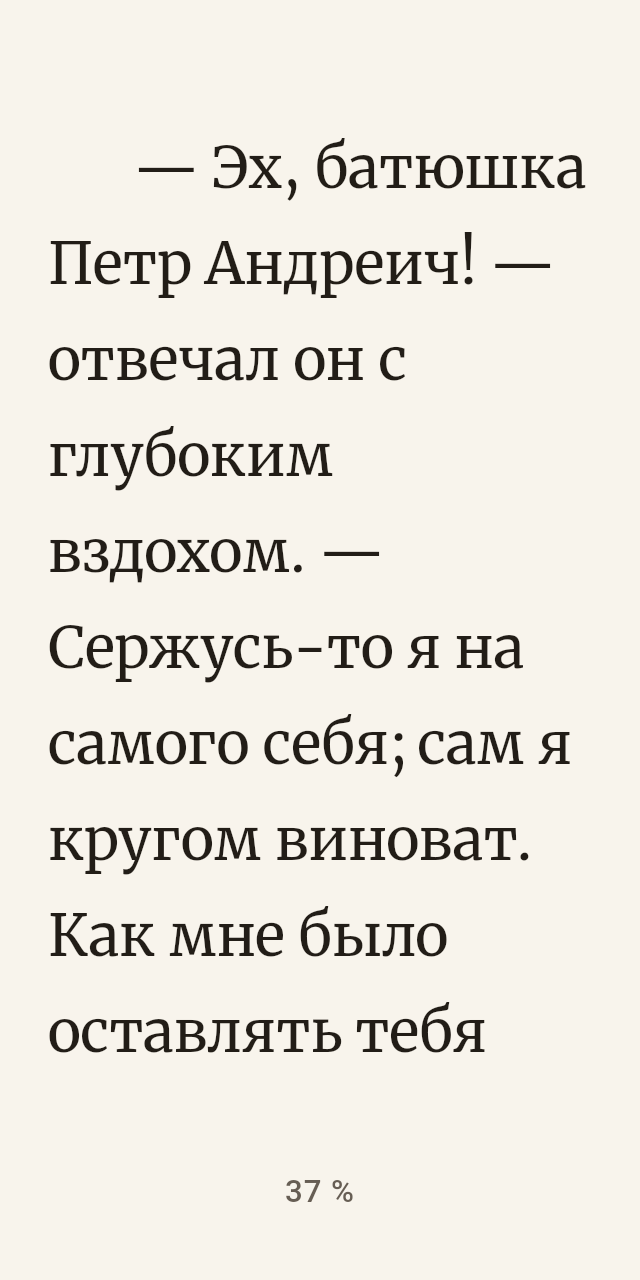 — Эх, батюшка
Петр Андреич! —
отвечал он с
глубоким
вздохом. —
Сержусь-то я на
самого себя; сам я
кругом виноват.
Как мне было
оставлять тебя
37 %